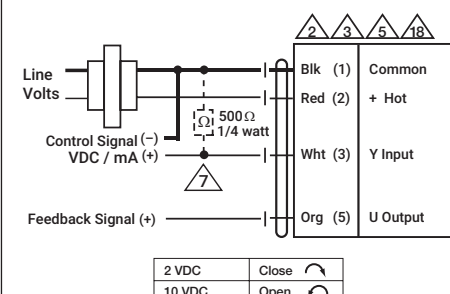 2 3 5 18
Line
Volts
Blk (1) Common
Red (2) + Hot
Ω 500Ω
1/4 watt
Control Signal (−)
VDC / mA (+)
Wht (3) Y Input
7
Feedback Signal (+)
Org (5) U Output
2 VDC Close
10 VDC Open